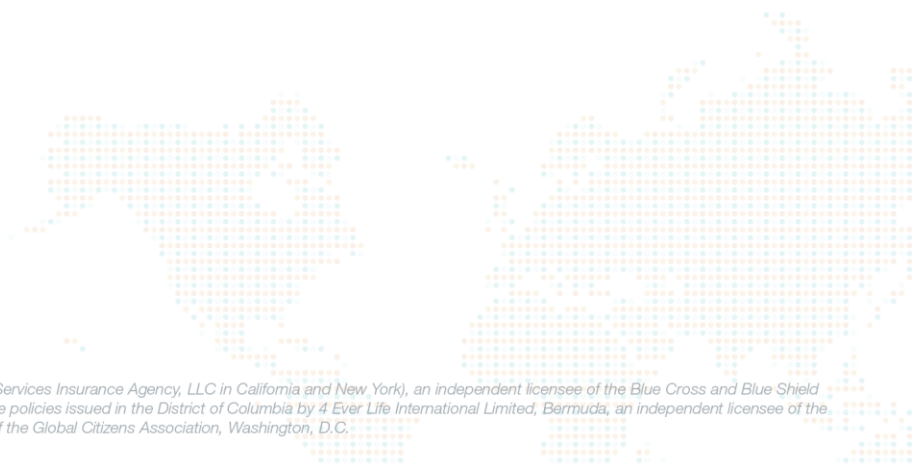 Services Insurance Agency, LLC in California and New York), an independent licensee of the Blue Cross and Blue Shield
e policies issued in the District of Columbia by 4 Ever Life International Limited, Bermuda, an independent licensee of the
f the Global Citizens Association, Washington, D.C.